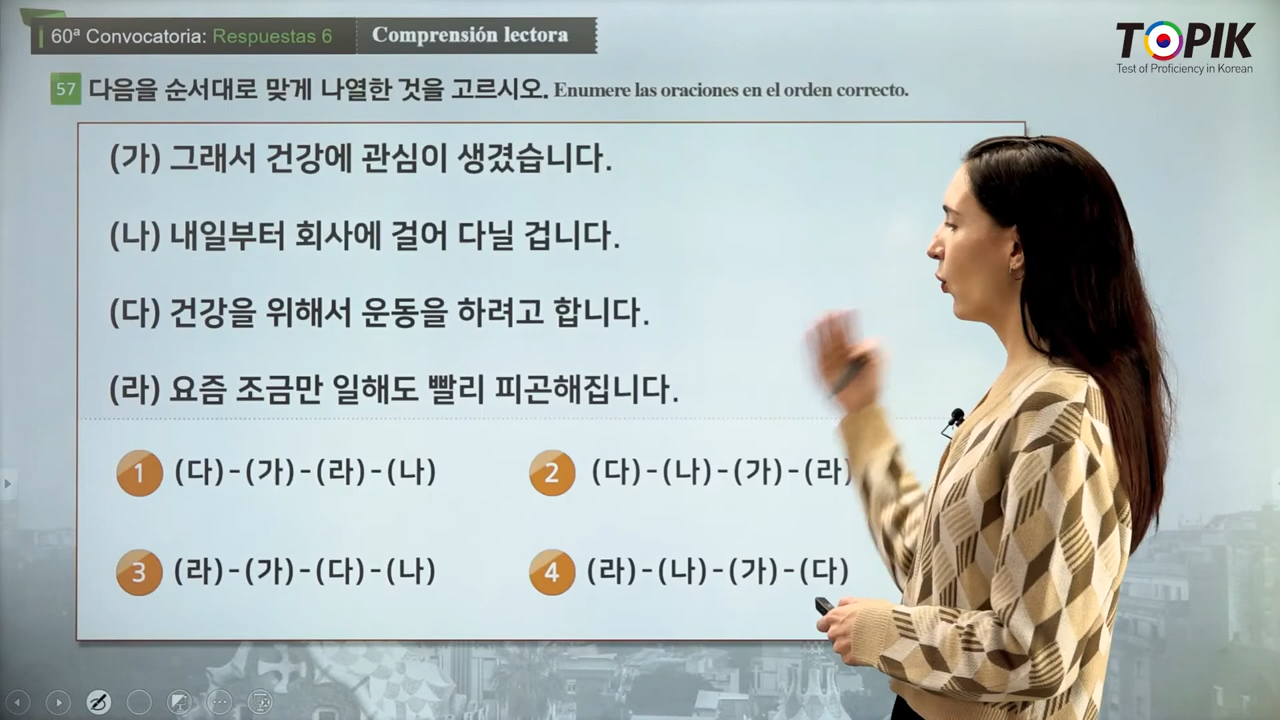 60ª Convocatoria: Respuestas 6 Comprensión lectora
TOPIK
Test of Proficiency in Korean
57 다음을 순서대로 맞게 나열한 것을 고르시오. Enumere las oraciones en el orden correcto.
(가) 그래서 건강에 관심이 생겼습니다.
(나) 내일부터 회사에 걸어 다닐 겁니다.
(다) 건강을 위해서 운동을 하려고 합니다.
(라) 요즘 조금만 일해도 빨리 피곤해집니다.
1 (다)-(가)-(라)-(나)
2 (다)-(나)-(가)-(라)
3 (라)-(가)-(다)-(나)
4 (라)-(나)-(가)-(다)